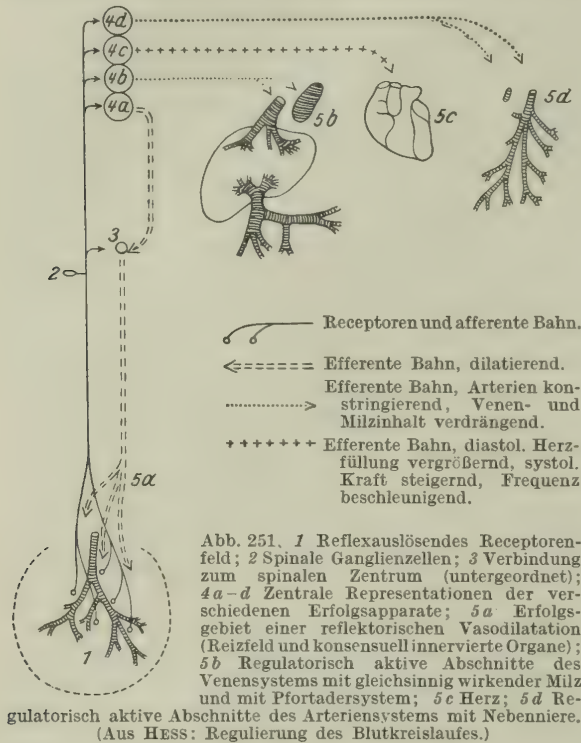 4d
4c
4b
4a
5b
5c
5d
3
2
Receptoren und afferente Bahn.
Efferente Bahn, dilatierend.
Efferente Bahn, Arterien kon-
stringierend, Venen- und
Milzinhalt verdrängend.
Efferente Bahn, diastol. Herz-
füllung vergrößernd, systol.
Kraft steigernd, Frequenz
beschleunigend.
5a
1
Abb. 251. 1 Reflexauslösendes Receptoren-
feld; 2 Spinale Ganglienzellen; 3 Verbindung
zum spinalen Zentrum (untergeordnet);
4a–d Zentrale Representationen der ver-
schiedenen Erfolgsapparate; 5a Erfolgs-
gebiet einer reflektorischen Vasodilatation
(Reizfeld und konsensuell innervierte Organe);
5b Regulatorisch aktive Abschnitte des
Venensystems mit gleichsinnig wirkender Milz
und mit Pfortadersystem; 5c Herz; 5d Re-
gulatorisch aktive Abschnitte des Arteriensystems mit Nebenniere.
(Aus HESS: Regulierung des Blutkreislaufes.)